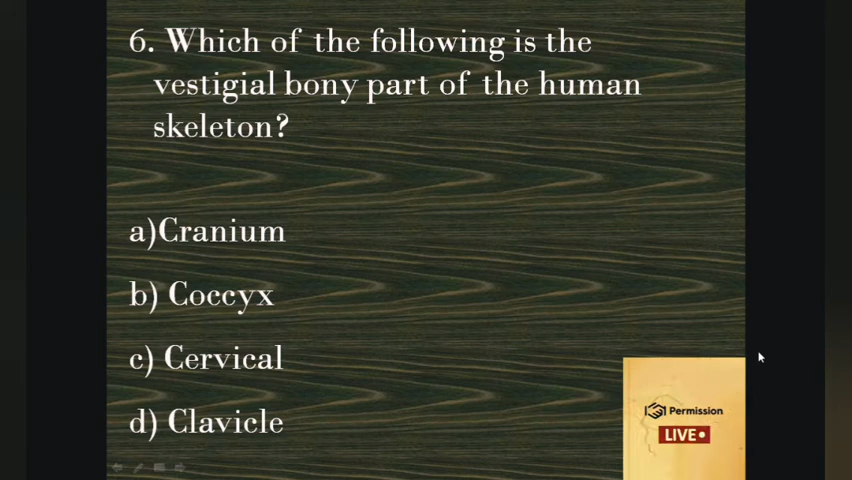 6. Which of the following is the
vestigial bony part of the human
skeleton?
a)Cranium
b) Coccyx
c) Cervical
d) Clavicle
Permission
LIVE